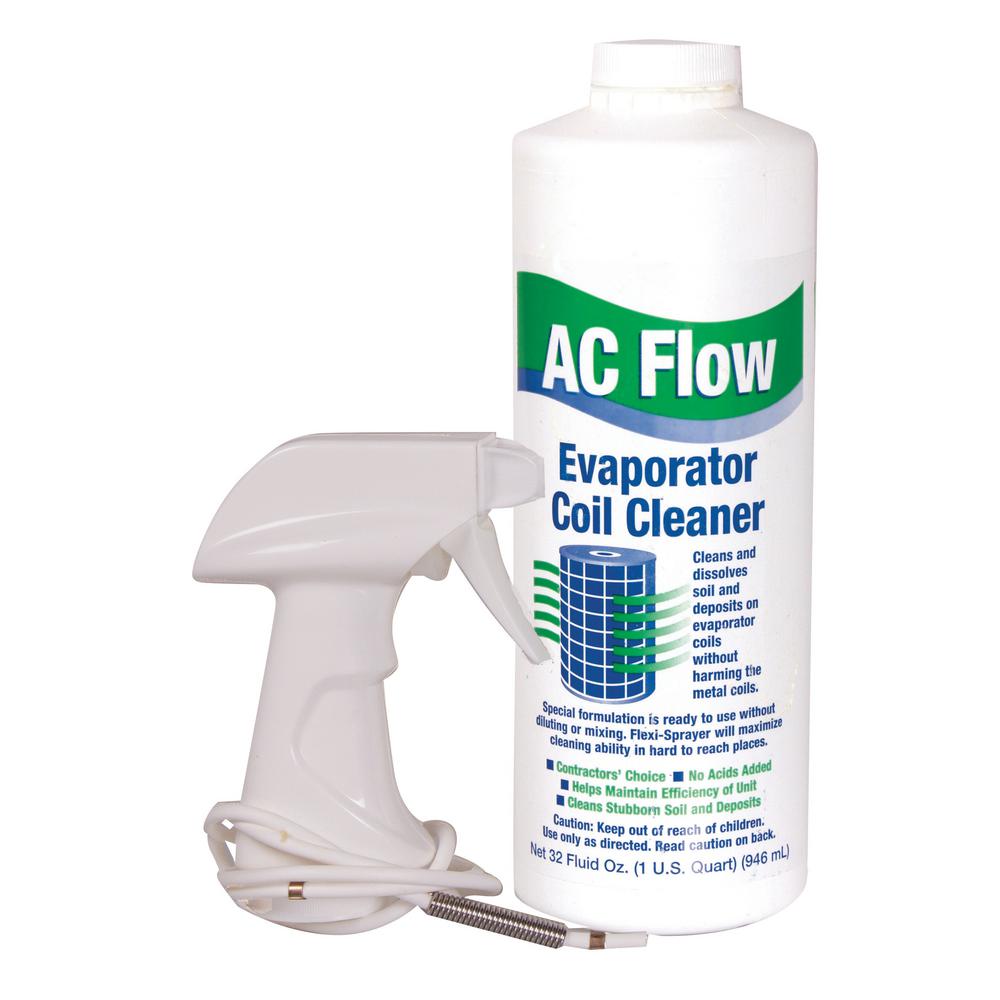 AC Flow
Evaporator
Coil Cleaner
Cleans and
dissolves
soil and
deposits on
evaporator
coils
without
harming the
metal coils.
Special formulation is ready to use without
diluting or mixing. Flexi-Sprayer will maximize
cleaning ability in hard to reach places.
■ Contractors' Choice ■ No Acids Added
■ Helps Maintain Efficiency of Unit
■ Cleans Stubborn Soil and Deposits
Caution: Keep out of reach of children.
Use only as directed. Read caution on back.
Net 32 Fluid Oz. (1 U.S. Quart) (946 mL)